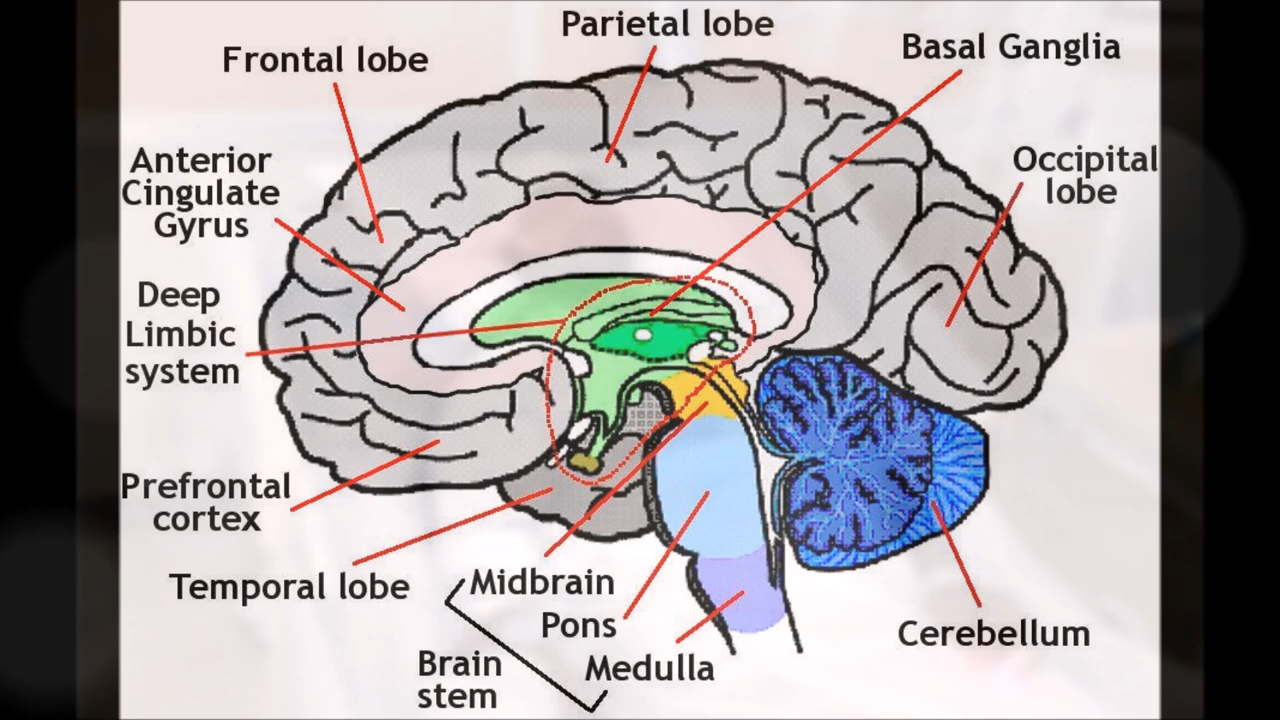 Parietal lobe
Frontal lobe
Basal Ganglia
Anterior
Cingulate
Gyrus
Occipital
lobe
Deep
Limbic
system
Prefrontal
cortex
Temporal lobe
Midbrain
Pons
Medulla
Brain
stem
Cerebellum